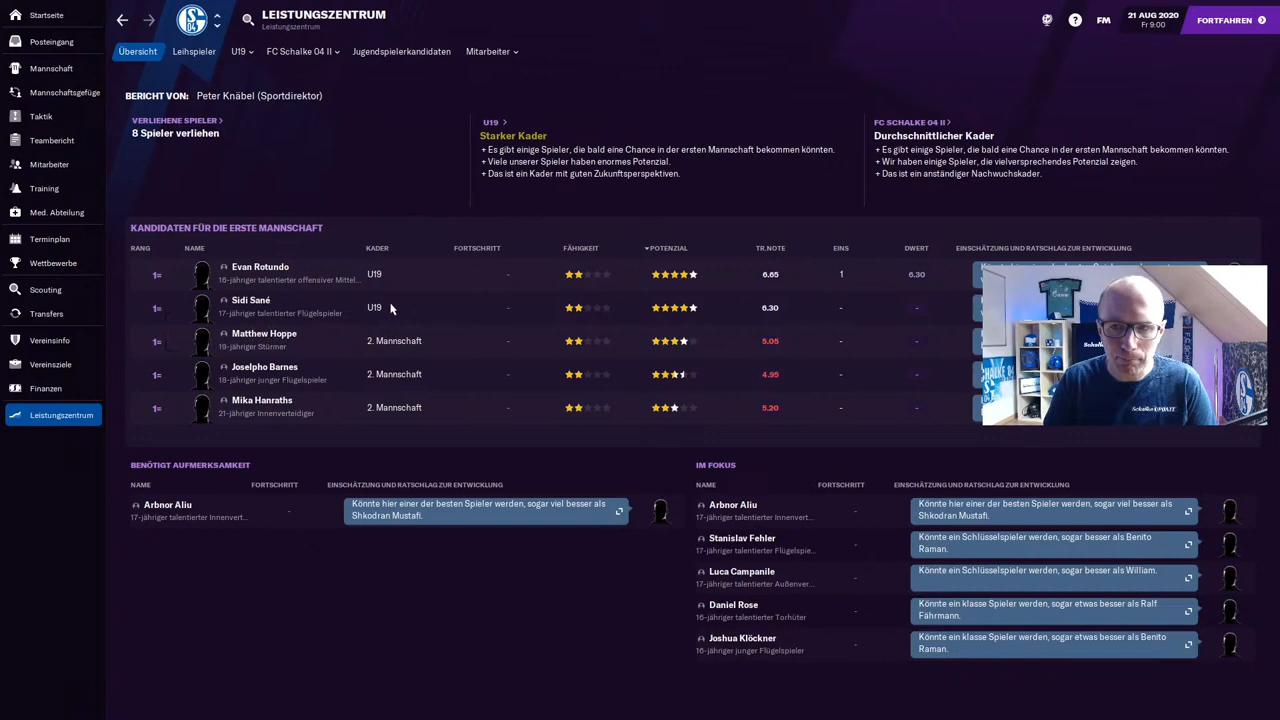 Startseite
LEISTUNGSZENTRUM
Leistungszentrum
21 AUG 2020
Fr 9:00
FM
FORTFAHREN
Posteingang
Mannschaft
Mannschaftsgefüge
Taktik
Teambericht
Mitarbeiter
Training
Med. Abteilung
Terminplan
Wettbewerbe
Scouting
Transfers
Vereinsinfo
Vereinsziele
Finanzen
Leistungszentrum
Übersicht Leihspieler U19 FC Schalke 04 II Jugendspielerkandidaten Mitarbeiter
BERICHT VON: Peter Knäbel (Sportdirektor)
VERLIEHENE SPIELER
8 Spieler verliehen
U19
Starker Kader
+ Es gibt einige Spieler, die bald eine Chance in der ersten Mannschaft bekommen könnten.
+ Viele unserer Spieler haben enormes Potenzial.
+ Das ist ein Kader mit guten Zukunftsperspektiven.
FC SCHALKE 04 II
Durchschnittlicher Kader
+ Es gibt einige Spieler, die bald eine Chance in der ersten Mannschaft bekommen könnten.
+ Wir haben einige Spieler, die vielversprechendes Potenzial zeigen.
+ Das ist ein anständiger Nachwuchskader.
KANDIDATEN FÜR DIE ERSTE MANNSCHAFT
RANG NAME KADER FORTSCHRITT FÄHIGKEIT POTENZIAL TR.NOTE EINS DWERT EINSCHÄTZUNG UND RATSCHLAG ZUR ENTWICKLUNG
1= Evan Rotundo U19 - 6.65 1 6.30
16-jähriger talentierter offensiver Mittel...
1= Sidi Sané U19 - 6.30 - -
17-jähriger talentierter Flügelspieler
1= Matthew Hoppe 2. Mannschaft - 5.05 - -
19-jähriger Stürmer
1= Joselpho Barnes 2. Mannschaft - 4.95 - -
18-jähriger junger Flügelspieler
1= Mika Hanraths 2. Mannschaft - 5.20 - -
21-jähriger Innenverteidiger
BENÖTIGT AUFMERKSAMKEIT
NAME FORTSCHRITT EINSCHÄTZUNG UND RATSCHLAG ZUR ENTWICKLUNG
Arbnor Aliu
17-jähriger talentierter Innenvert...
-
Könnte hier einer der besten Spieler werden, sogar viel besser als
Shkodran Mustafi.
IM FOKUS
NAME FORTSCHRITT EINSCHÄTZUNG UND RATSCHLAG ZUR ENTWICKLUNG
Arbnor Aliu
17-jähriger talentierter Innenvert...
-
Könnte hier einer der besten Spieler werden, sogar viel besser als
Shkodran Mustafi.
Stanislav Fehler
17-jähriger talentierter Flügelspie...
-
Könnte ein Schlüsselspieler werden, sogar besser als Benito
Raman.
Luca Campanile
17-jähriger talentierter Außenver...
-
Könnte ein Schlüsselspieler werden, sogar besser als William.
Daniel Rose
16-jähriger talentierter Torhüter
-
Könnte ein klasse Spieler werden, sogar etwas besser als Ralf
Fährmann.
Joshua Klöckner
16-jähriger junger Flügelspieler
-
Könnte ein klasse Spieler werden, sogar etwas besser als Benito
Raman.